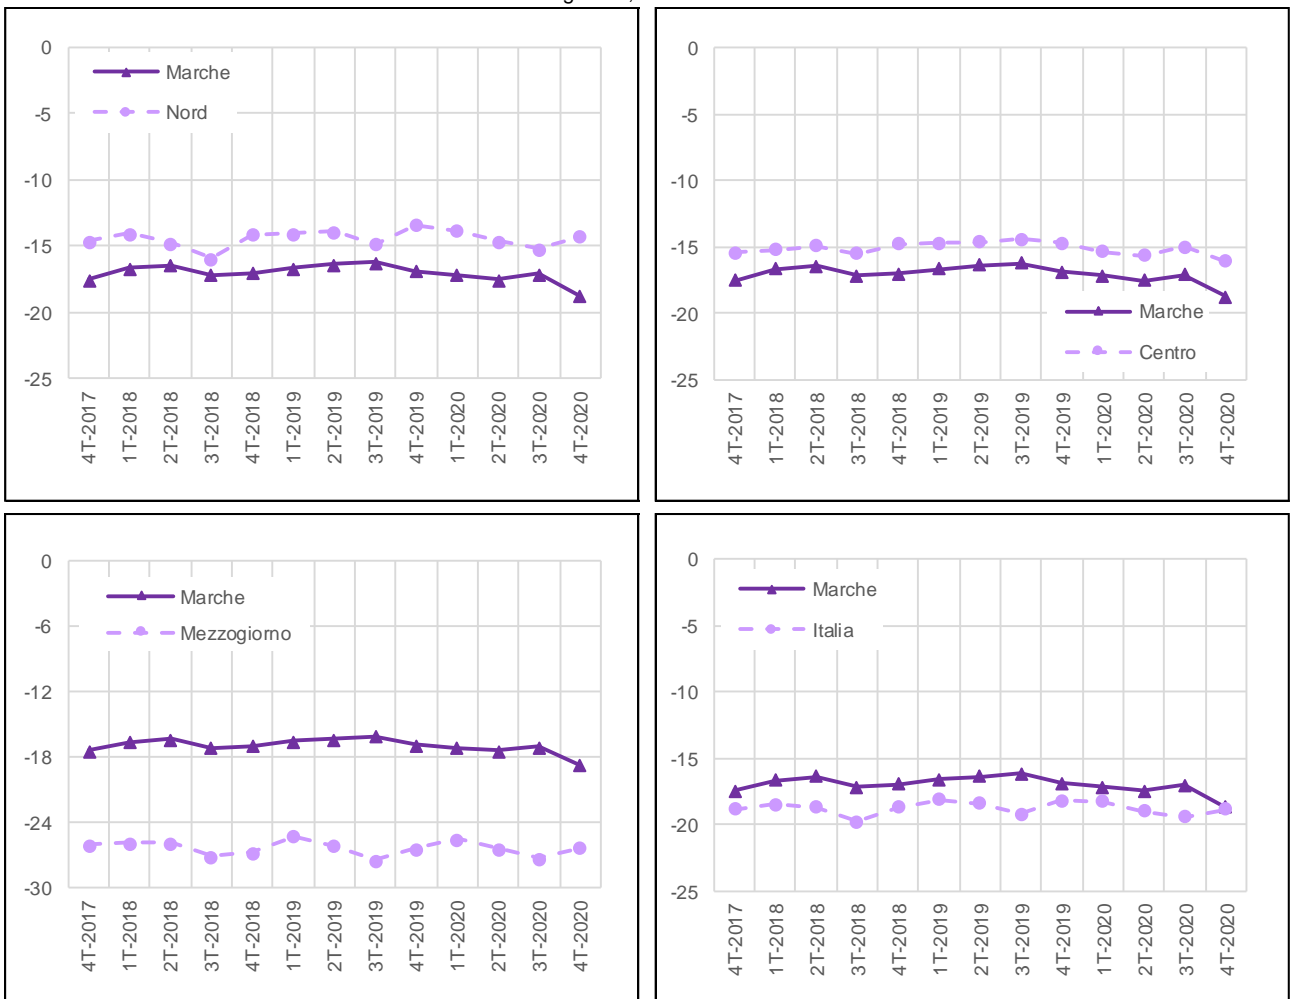 0
-5
-10
-15
-20
-25
Marche
Nord
4T-2017
1T-2018
2T-2018
3T-2018
4T-2018
1T-2019
2T-2019
3T-2019
4T-2019
1T-2020
2T-2020
3T-2020
4T-2020
0
-5
-10
-15
-20
-25
Marche
Centro
4T-2017
1T-2018
2T-2018
3T-2018
4T-2018
1T-2019
2T-2019
3T-2019
4T-2019
1T-2020
2T-2020
3T-2020
4T-2020
0
-6
-12
-18
-24
-30
Marche
Mezzogiorno
4T-2017
1T-2018
2T-2018
3T-2018
4T-2018
1T-2019
2T-2019
3T-2019
4T-2019
1T-2020
2T-2020
3T-2020
4T-2020
0
-5
-10
-15
-20
-25
Marche
Italia
4T-2017
1T-2018
2T-2018
3T-2018
4T-2018
1T-2019
2T-2019
3T-2019
4T-2019
1T-2020
2T-2020
3T-2020
4T-2020